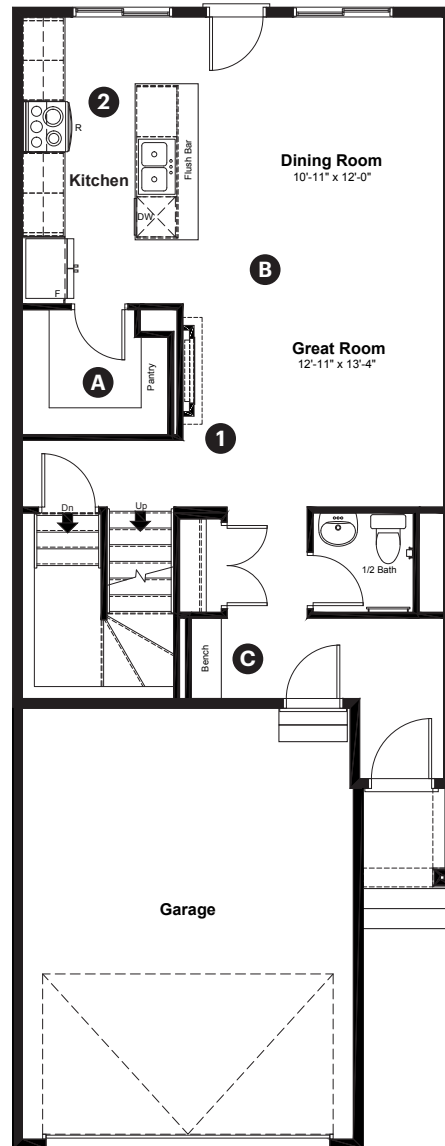 2
R
Kitchen
Flush Bar
DW
Dining Room
10'-11" x 12'-0"
B
F
Great Room
12'-11" x 13'-4"
A
Pantry
1
Dn
Up
1/2 Bath
Bench
C
Garage